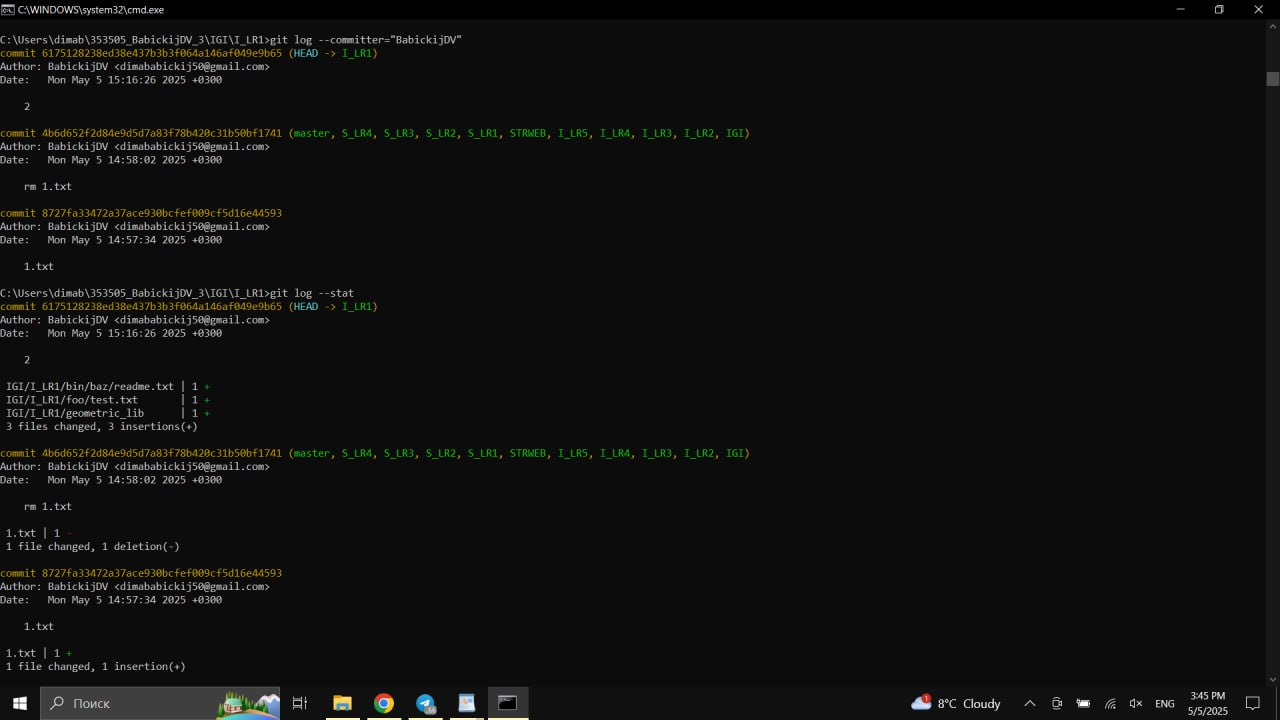 C:\WINDOWS\system32\cmd.exe
C:\Users\dimab\353505_BabickijDV_3\IGI\I_LR1>git log --committer="BabickijDV"
commit 6175128238ed38e437b3b3f064a146af049e9b65 (HEAD -> I_LR1)
Author: BabickijDV <dimababickij50@gmail.com>
Date:   Mon May 5 15:16:26 2025 +0300
2
commit 4b6d652f2d84e9d5d7a83f78b420c31b50bf1741 (master, S_LR4, S_LR3, S_LR2, S_LR1, STRWEB, I_LR5, I_LR4, I_LR3, I_LR2, IGI)
Author: BabickijDV <dimababickij50@gmail.com>
Date:   Mon May 5 14:58:02 2025 +0300
rm 1.txt
commit 8727fa33472a37ace930bcfef009cf5d16e44593
Author: BabickijDV <dimababickij50@gmail.com>
Date:   Mon May 5 14:57:34 2025 +0300
1.txt
C:\Users\dimab\353505_BabickijDV_3\IGI\I_LR1>git log --stat
commit 6175128238ed38e437b3b3f064a146af049e9b65 (HEAD -> I_LR1)
Author: BabickijDV <dimababickij50@gmail.com>
Date:   Mon May 5 15:16:26 2025 +0300
2
IGI/I_LR1/bin/baz/readme.txt | 1 +
IGI/I_LR1/foo/test.txt       | 1 +
IGI/I_LR1/geometric_lib      | 1 +
3 files changed, 3 insertions(+)
commit 4b6d652f2d84e9d5d7a83f78b420c31b50bf1741 (master, S_LR4, S_LR3, S_LR2, S_LR1, STRWEB, I_LR5, I_LR4, I_LR3, I_LR2, IGI)
Author: BabickijDV <dimababickij50@gmail.com>
Date:   Mon May 5 14:58:02 2025 +0300
rm 1.txt
1.txt | 1 -
1 file changed, 1 deletion(-)
commit 8727fa33472a37ace930bcfef009cf5d16e44593
Author: BabickijDV <dimababickij50@gmail.com>
Date:   Mon May 5 14:57:34 2025 +0300
1.txt
1.txt | 1 +
1 file changed, 1 insertion(+)
Поиск
1
8°C Cloudy
ENG
3:45 PM
5/5/2025